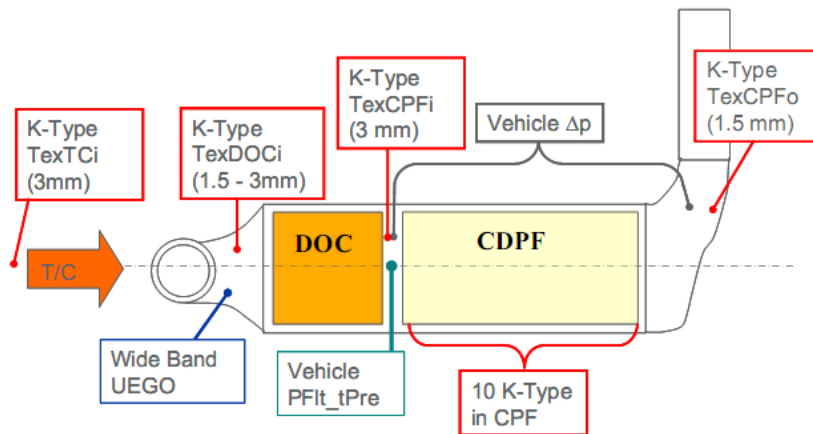 K-Type
TexTCi
(3mm)
K-Type
TexDOCi
(1.5 - 3mm)
K-Type
TexCPFi
(3 mm)
Vehicle Δp
K-Type
TexCPFo
(1.5 mm)
T/C
DOC
CDPF
Wide Band
UEGO
Vehicle
PFlt_tPre
10 K-Type
in CPF